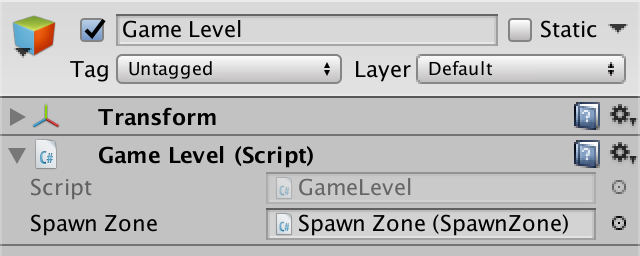 Game Level Static
Tag Untagged Layer Default
Transform
C# Game Level (Script)
Script C# GameLevel
Spawn Zone C# Spawn Zone (SpawnZone)